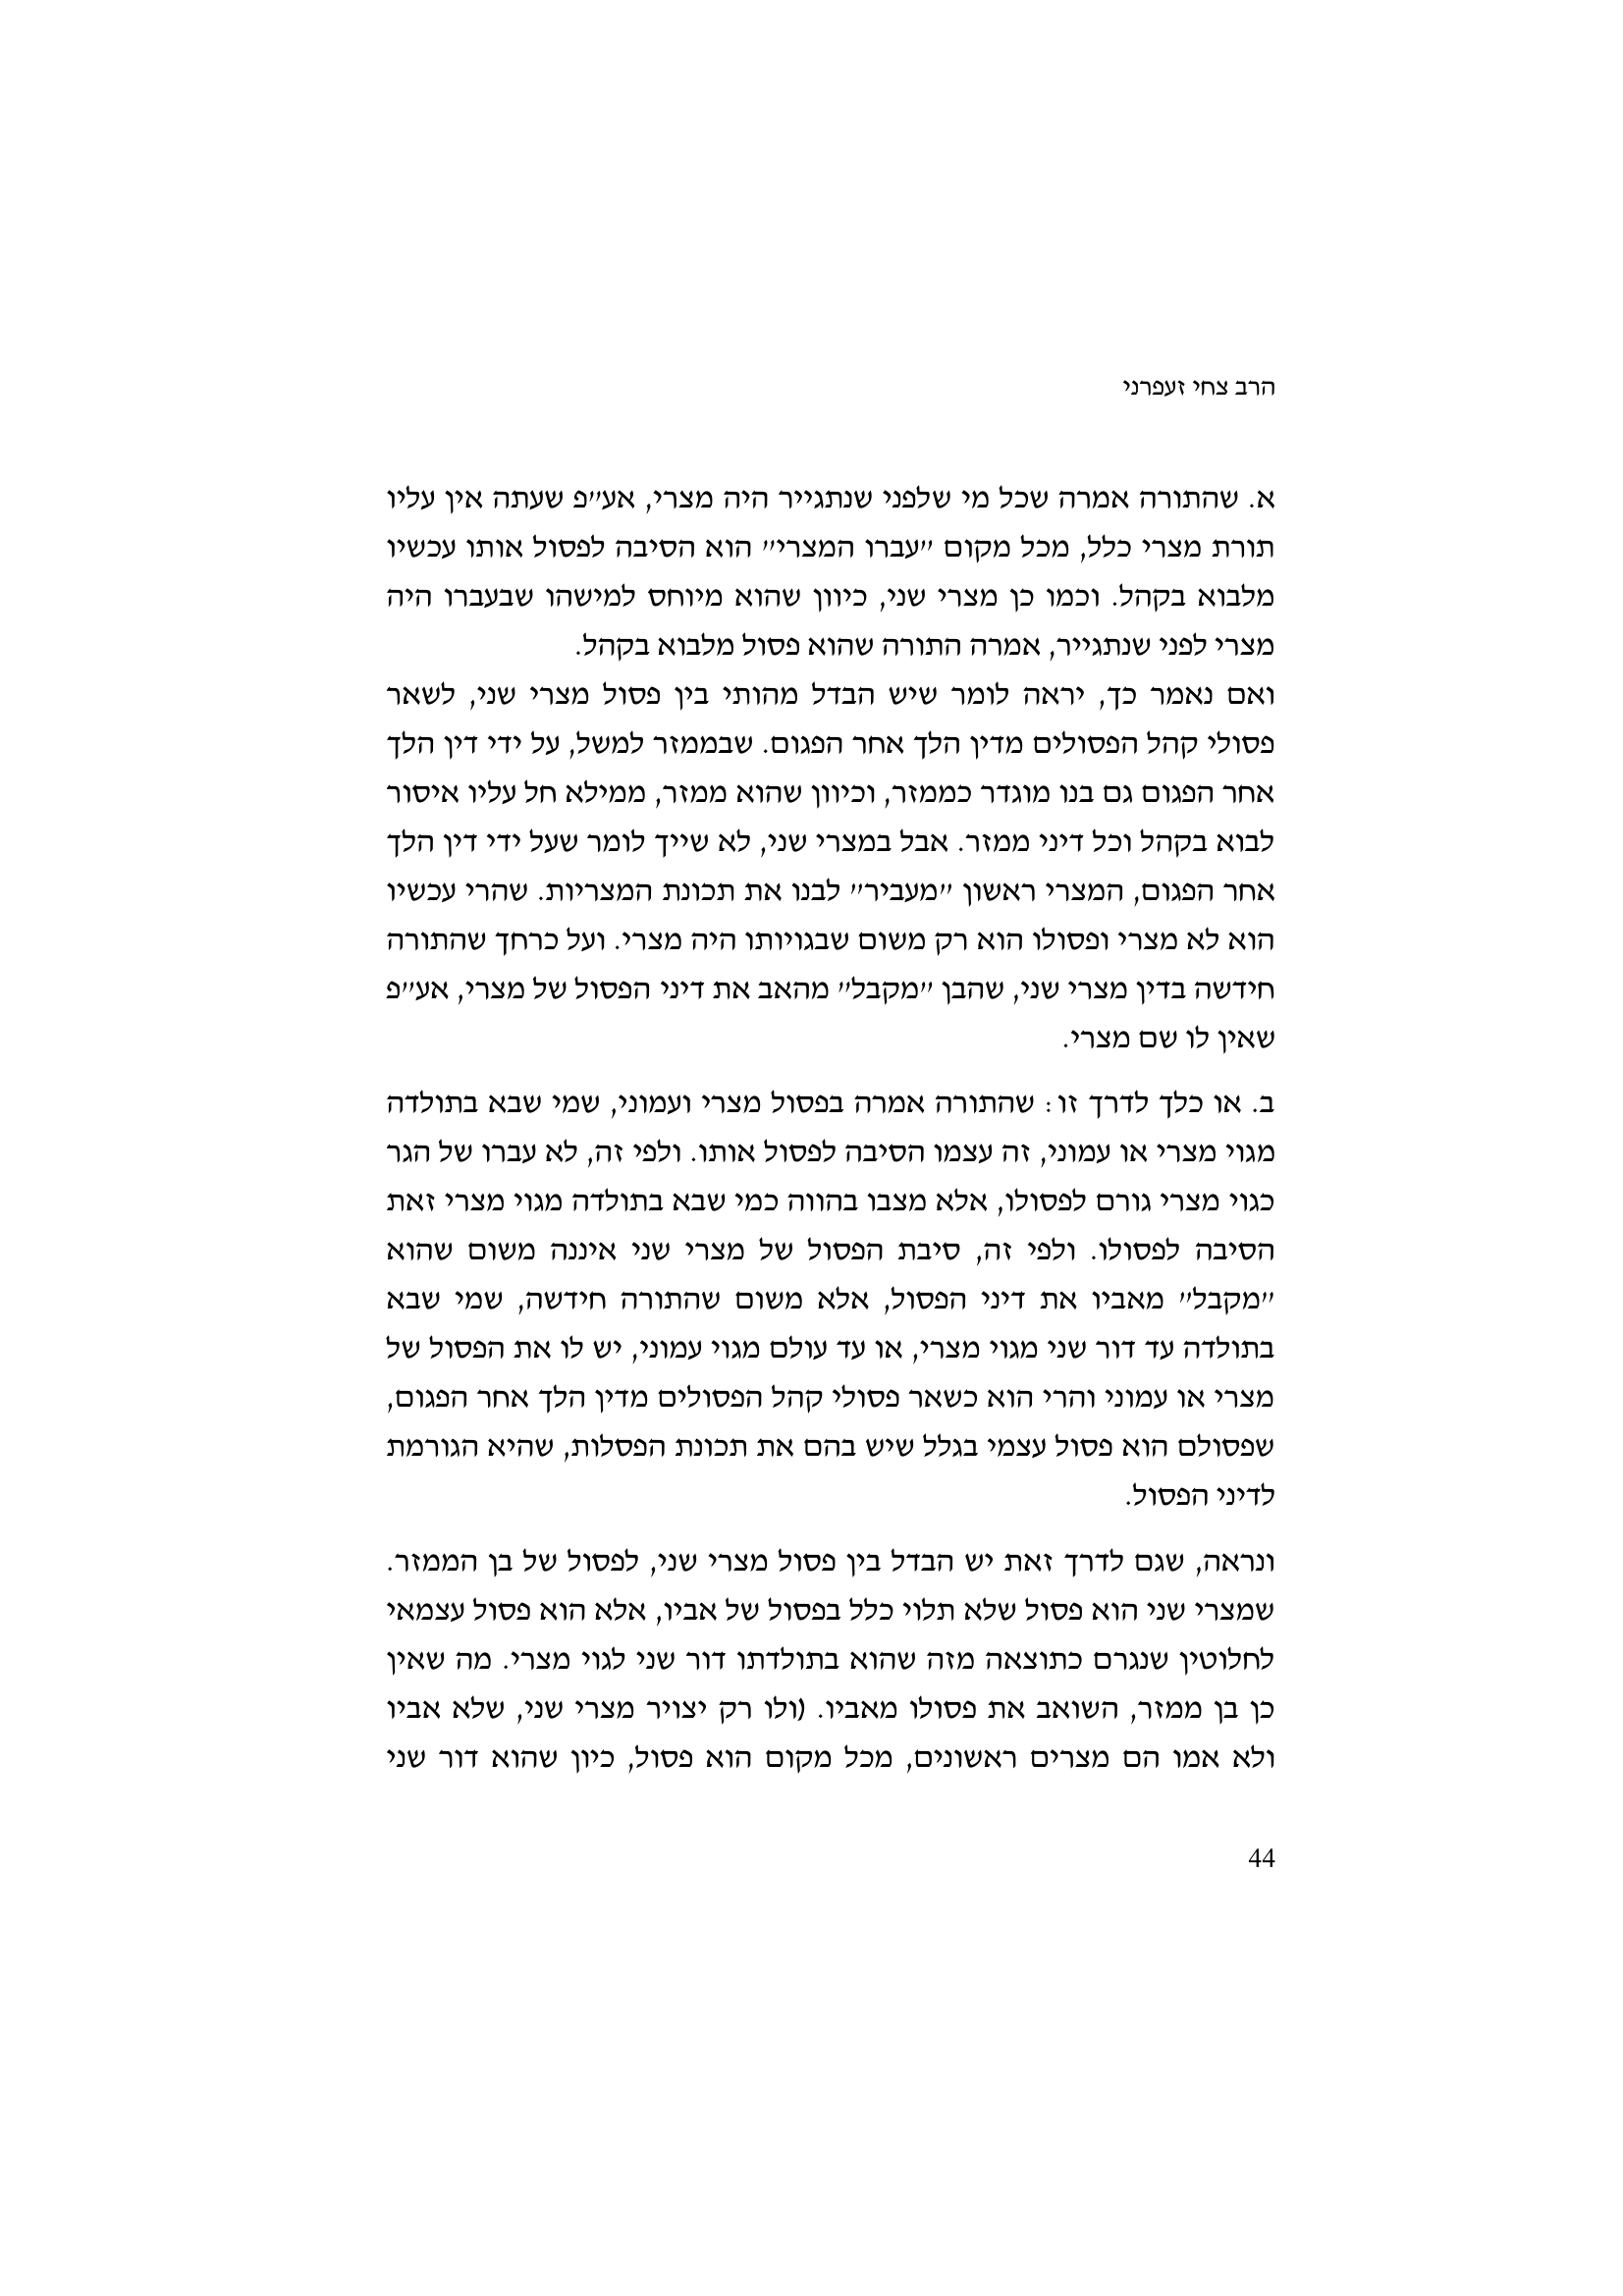 הרב צחי זעפרני
א. שהתורה אמרה שכל מי שלפני שנתגייר היה מצרי, אע״פ שעתה אין עליו
תורת מצרי כלל, מכל מקום ״עברו המצרי״ הוא הסיבה לפסול אותו עכשיו
מלבוא בקהל. וכמו כן מצרי שני, כיוון שהוא מיוחס למישהו שבעברו היה
מצרי לפני שנתגייר, אמרה התורה שהוא פסול מלבוא בקהל.
ואם נאמר כך, יראה לומר שיש הבדל מהותי בין פסול מצרי שני, לשאר
פסולי קהל הפסולים מדין הלך אחר הפגום. שבממזר למשל, על ידי דין הלך
אחר הפגום גם בנו מוגדר כממזר, וכיוון שהוא ממזר, ממילא חל עליו איסור
לבוא בקהל וכל דיני ממזר. אבל במצרי שני, לא שייך לומר שעל ידי דין הלך
אחר הפגום, המצרי ראשון ״מעביר״ לבנו את תכונת המצריות. שהרי עכשיו
הוא לא מצרי ופסולו הוא רק משום שבגויותו היה מצרי. ועל כרחך שהתורה
חידשה בדין מצרי שני, שהבן ״מקבל״ מהאב את דיני הפסול של מצרי, אע״פ
שאין לו שם מצרי.
ב. או כלך לדרך זו: שהתורה אמרה בפסול מצרי ועמוני, שמי שבא בתולדה
מגוי מצרי או עמוני, זה עצמו הסיבה לפסול אותו. ולפי זה, לא עברו של הגר
כגוי מצרי גורם לפסולו, אלא מצבו בהווה כמי שבא בתולדה מגוי מצרי זאת
הסיבה לפסולו. ולפי זה, סיבת הפסול של מצרי שני איננה משום שהוא
״מקבל״ מאביו את דיני הפסול, אלא משום שהתורה חידשה, שמי שבא
בתולדה עד דור שני מגוי מצרי, או עד עולם מגוי עמוני, יש לו את הפסול של
מצרי או עמוני והרי הוא כשאר פסולי קהל הפסולים מדין הלך אחר הפגום,
שפסולם הוא פסול עצמי בגלל שיש בהם את תכונת הפסלות, שהיא הגורמת
לדיני הפסול.
ונראה, שגם לדרך זאת יש הבדל בין פסול מצרי שני, לפסול של בן הממזר.
שמצרי שני הוא פסול שלא תלוי כלל בפסול של אביו, אלא הוא פסול עצמאי
לחלוטין שנגרם כתוצאה מזה שהוא בתולדתו דור שני לגוי מצרי. מה שאין
כן בן ממזר, השואב את פסולו מאביו. (ולו רק יצויר מצרי שני, שלא אביו
ולא אמו הם מצרים ראשונים, מכל מקום הוא פסול, כיון שהוא דור שני
44